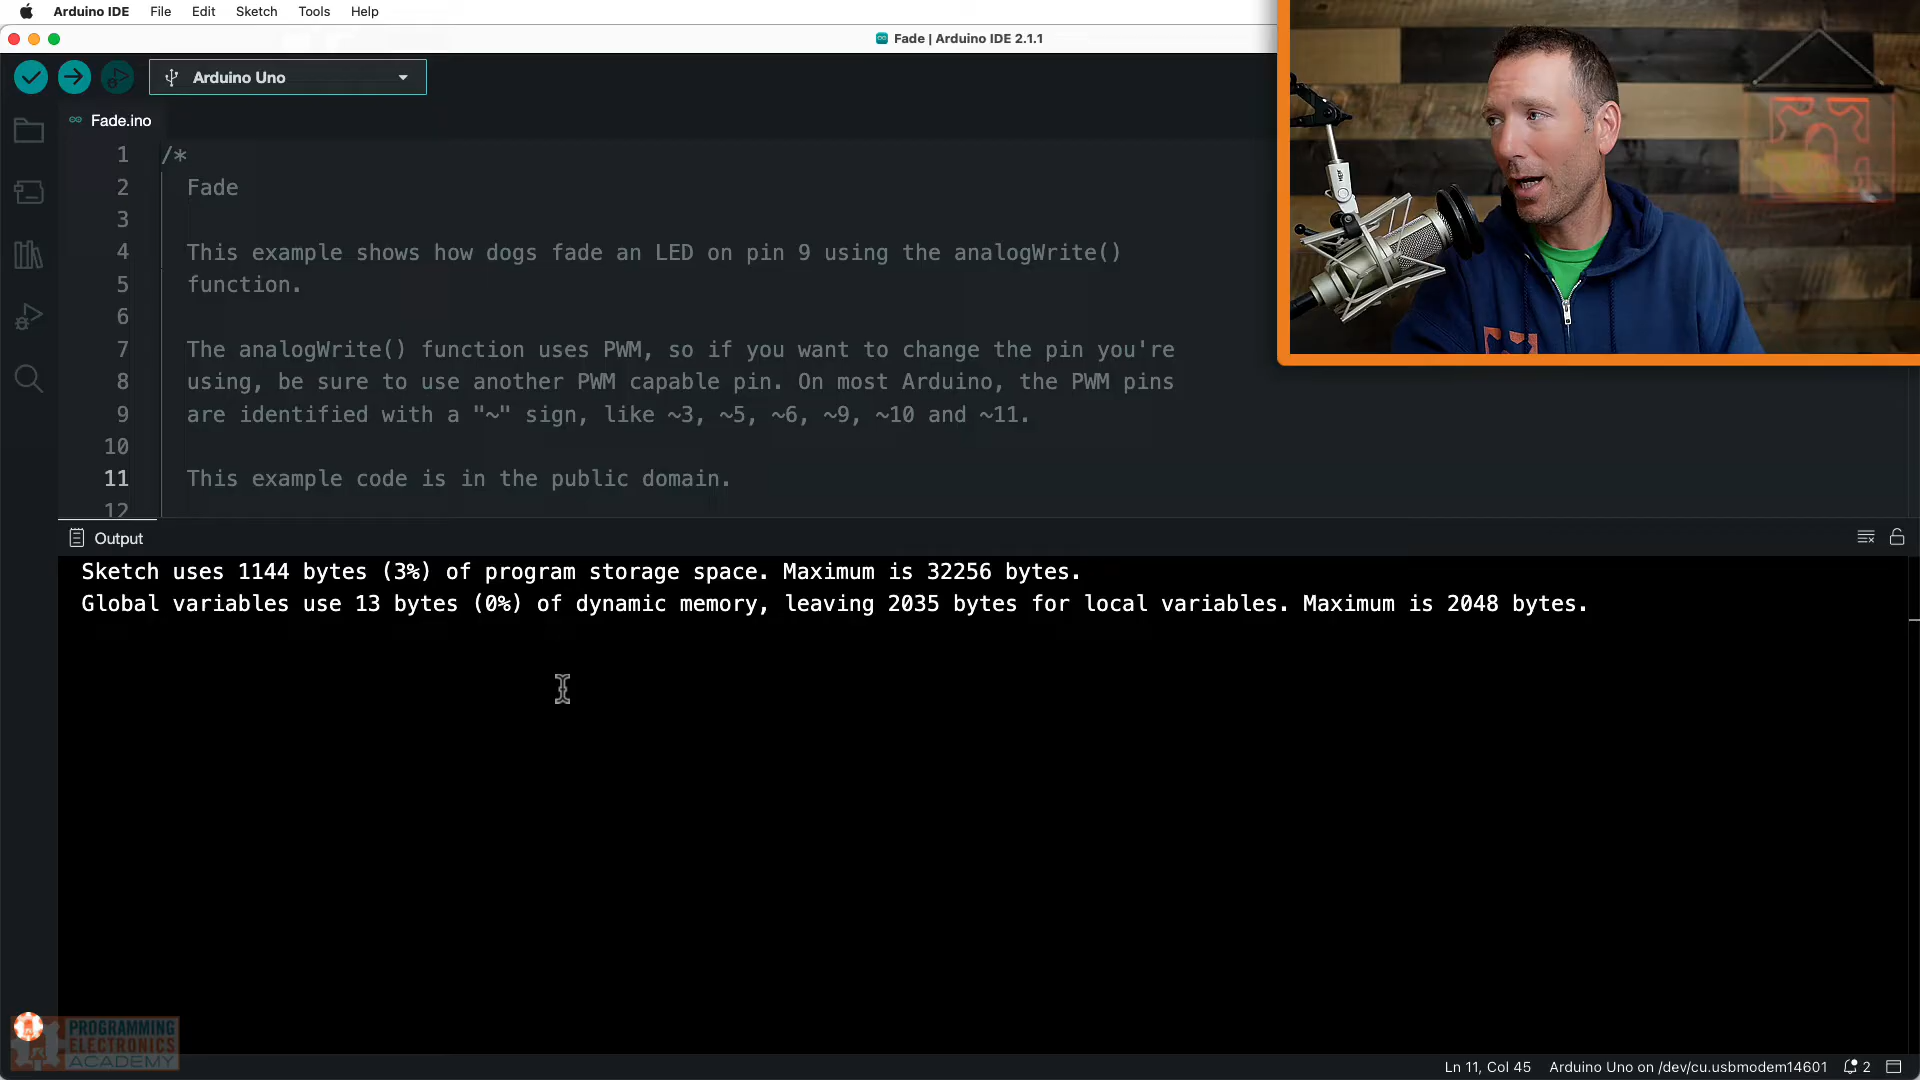 Arduino IDE File Edit Sketch Tools Help
Fade | Arduino IDE 2.1.1
Arduino Uno
Fade.ino
1 /*
2 Fade
3
4 This example shows how dogs fade an LED on pin 9 using the analogWrite()
5 function.
6
7 The analogWrite() function uses PWM, so if you want to change the pin you're
8 using, be sure to use another PWM capable pin. On most Arduino, the PWM pins
9 are identified with a "~" sign, like ~3, ~5, ~6, ~9, ~10 and ~11.
10
11 This example code is in the public domain.
12
Output
Sketch uses 1144 bytes (3%) of program storage space. Maximum is 32256 bytes.
Global variables use 13 bytes (0%) of dynamic memory, leaving 2035 bytes for local variables. Maximum is 2048 bytes.
PROGRAMMING
ELECTRONICS
ACADEMY
Ln 11, Col 45 Arduino Uno on /dev/cu.usbmodem14601 2